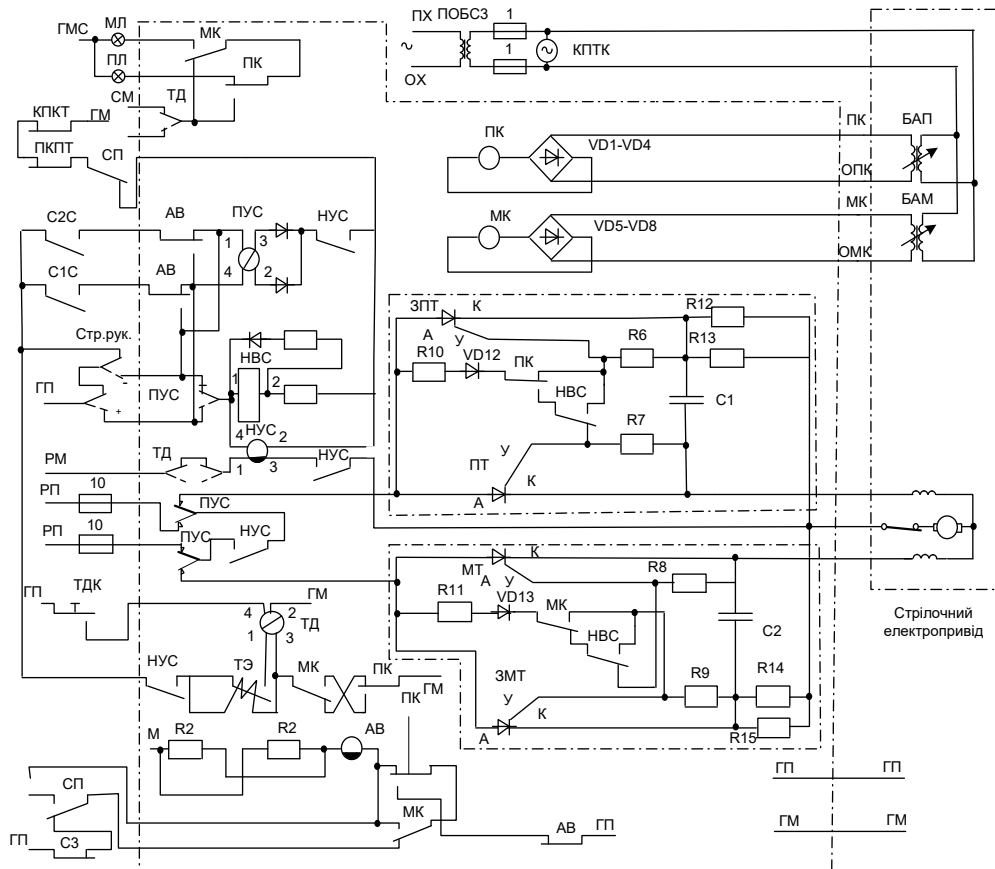 ПХ ПОБС3 1
ГМС МЛ МК
ПЛ ПК
1 КПТК
ОХ
СМ ТД
КПКТ ГМ
ПКПТ СП
ПК VD1-VD4 ПК БАП
ОПК
МК VD5-VD8 МК БАМ
ОМК
С2С АВ ПУС НУС
1 3
4 2
С1С АВ
Стр.рук.
ГП - + ПУС - +
НВС
1 2
4 НУС 2
РМ ТД 1 3 НУС
РП 10 ПУС
РП 10 ПУС НУС
ЗПТ К R12
А У R6 R13
R10 VD12 ПК
НВС С1
R7
У
ПТ К
А
МТ К
А У R8
R11 VD13 МК
НВС С2
ЗМТ R9 R14
У
К
А R15
Стрілочний
електропривід
ГП ТДК 4 2 ГМ
1 3 ТД
НУС ТЭ МК ПК ГМ
ПК
М R2 R2 АВ
СП МК
ГП СЗ АВ ГП
ГП ГП
ГМ ГМ